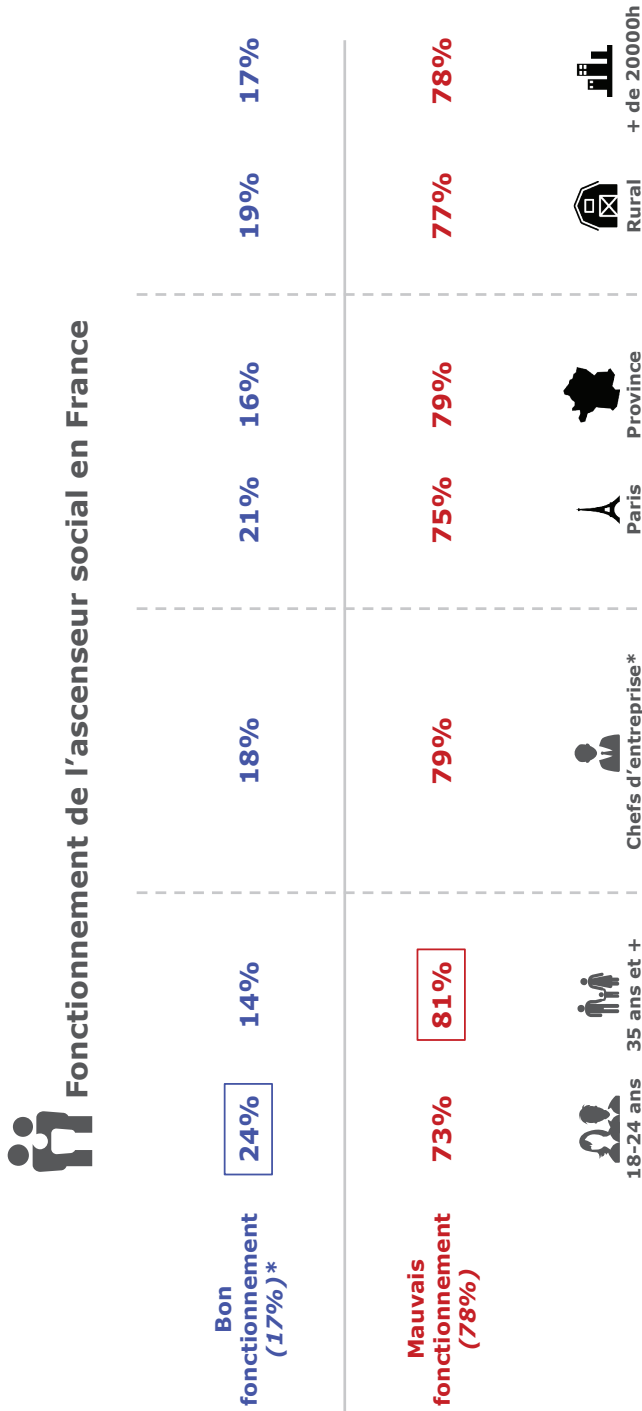 Fonctionnement de l'ascenseur social en France
Bon
fonctionnement
(17%)*
24%
14%
18%
21%
16%
19%
17%
Mauvais
fonctionnement
(78%)
73%
81%
79%
75%
79%
77%
78%
18-24 ans
35 ans et +
Chefs d'entreprise*
Paris
Province
Rural
+ de 20000h